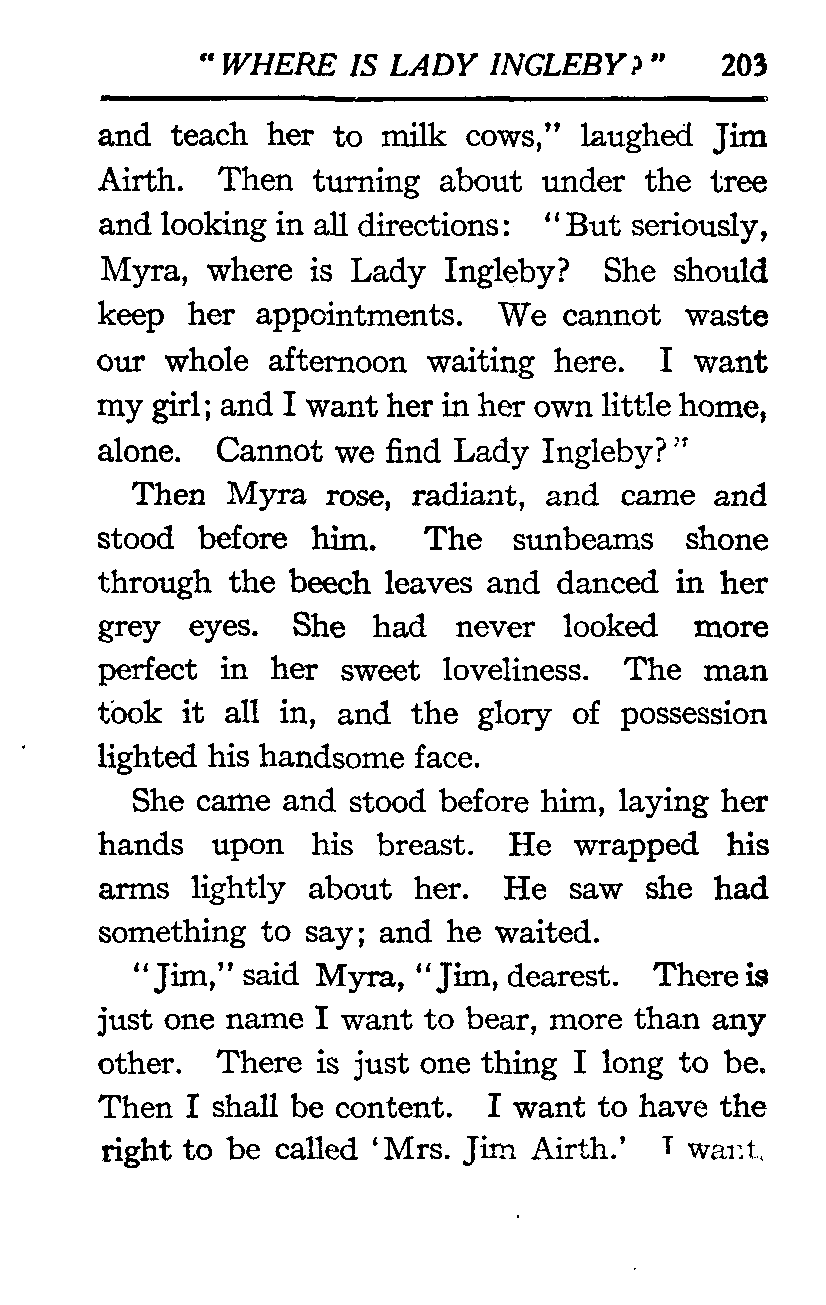 "WHERE IS LADY INGLEBY?" 203
and teach her to milk cows," laughed Jim
Airth. Then turning about under the tree
and looking in all directions: "But seriously,
Myra, where is Lady Ingleby? She should
keep her appointments. We cannot waste
our whole afternoon waiting here. I want
my girl; and I want her in her own little home,
alone. Cannot we find Lady Ingleby?"
Then Myra rose, radiant, and came and
stood before him. The sunbeams shone
through the beech leaves and danced in her
grey eyes. She had never looked more
perfect in her sweet loveliness. The man
took it all in, and the glory of possession
lighted his handsome face.
She came and stood before him, laying her
hands upon his breast. He wrapped his
arms lightly about her. He saw she had
something to say; and he waited.
"Jim," said Myra, "Jim, dearest. There is
just one name I want to bear, more than any
other. There is just one thing I long to be.
Then I shall be content. I want to have the
right to be called 'Mrs. Jim Airth.' I want